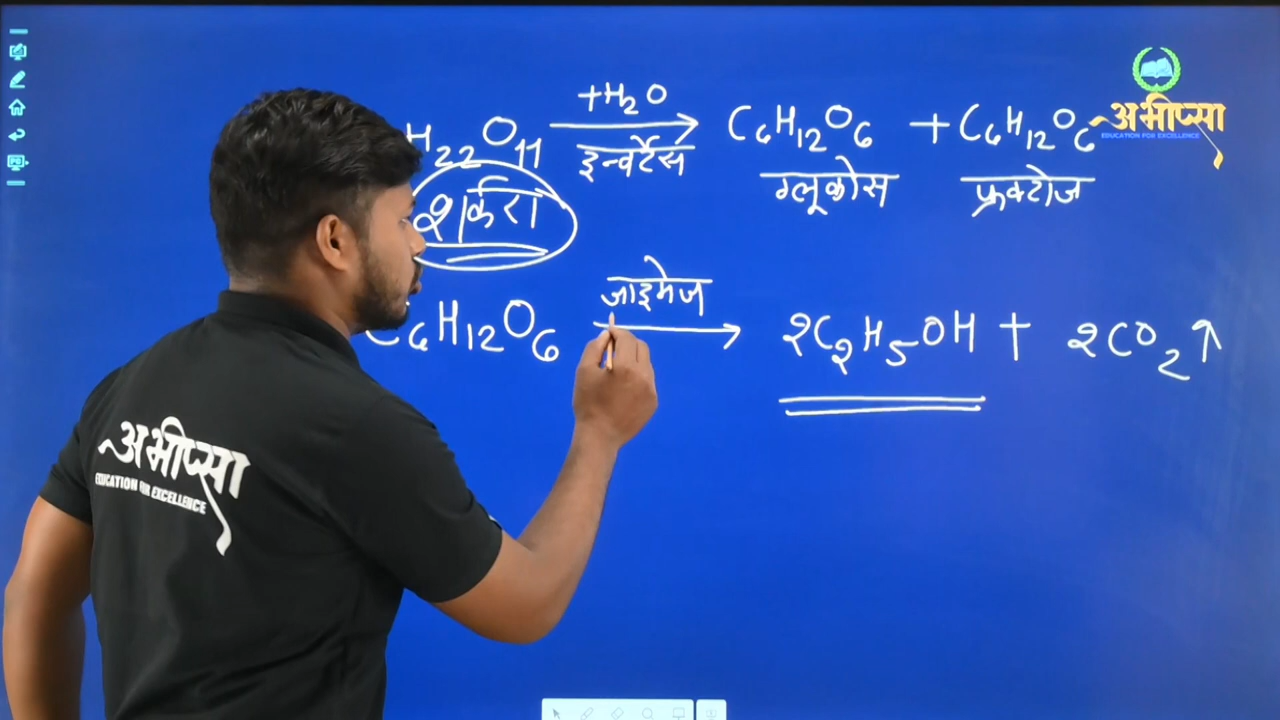 +H₂O
H₂₂O₁₁ → C₆H₁₂O₆ + C₆H₁₂O₆
इन्वर्टेस
शर्करा ग्लूकोस फ्रक्टोज
जाइमेज
C₆H₁₂O₆ → 2C₂H₅OH + 2CO₂↑
अभीप्सा
EDUCATION FOR EXCELLENCE
अभीप्सा
EDUCATION FOR EXCELLENCE